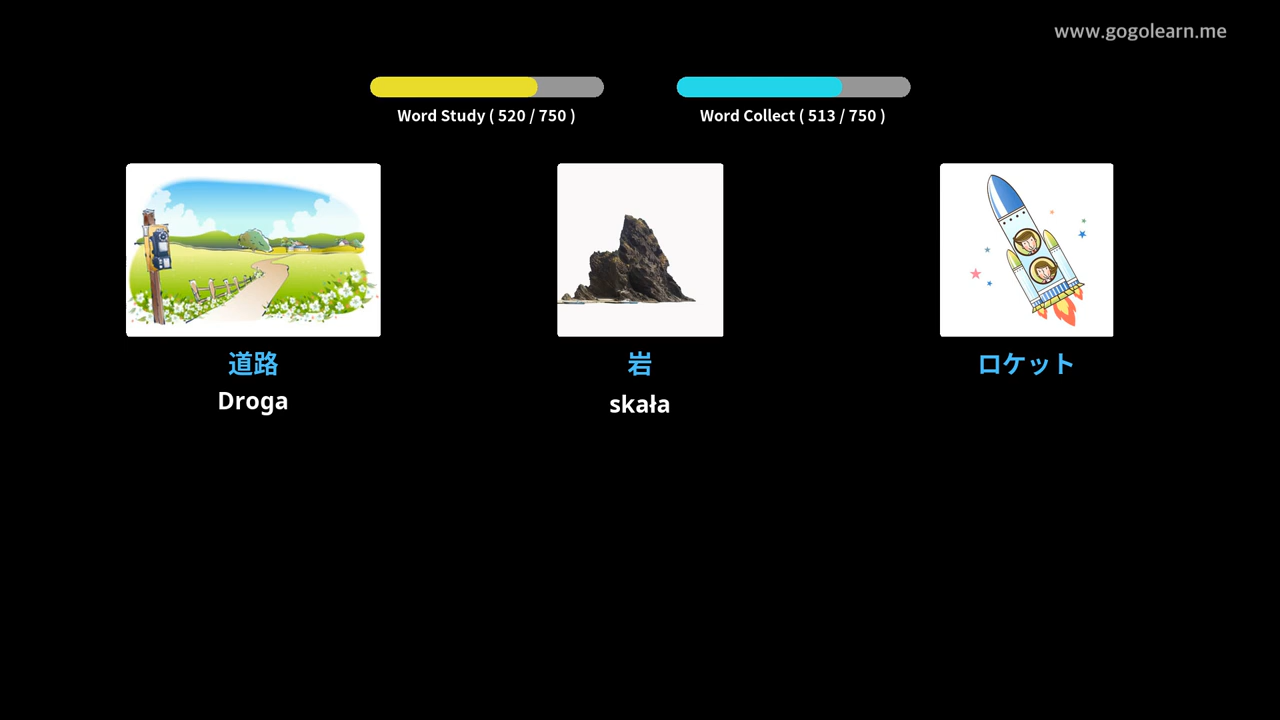 www.gogolearn.me
Word Study ( 520 / 750 )
Word Collect ( 513 / 750 )
道路
岩
ロケット
Droga
skała